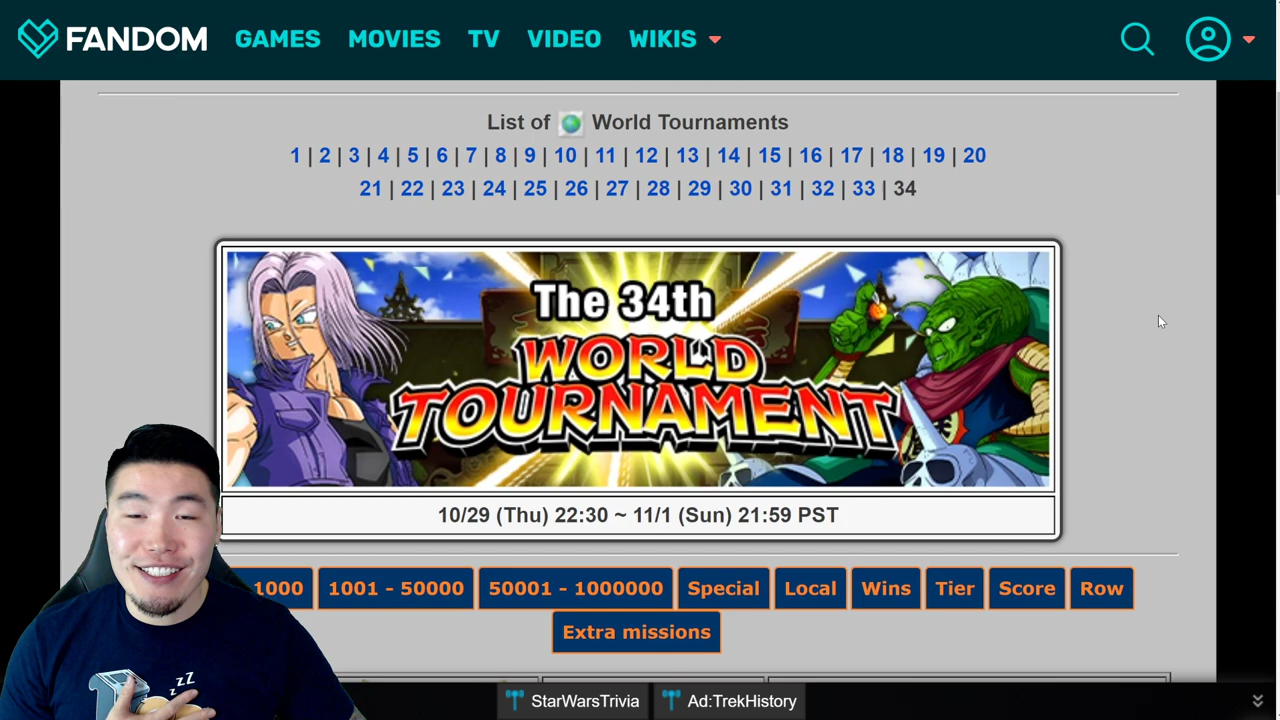 FANDOM GAMES MOVIES TV VIDEO WIKIS
List of World Tournaments
1 | 2 | 3 | 4 | 5 | 6 | 7 | 8 | 9 | 10 | 11 | 12 | 13 | 14 | 15 | 16 | 17 | 18 | 19 | 20
21 | 22 | 23 | 24 | 25 | 26 | 27 | 28 | 29 | 30 | 31 | 32 | 33 | 34
The 34th
WORLD
TOURNAMENT
10/29 (Thu) 22:30 ~ 11/1 (Sun) 21:59 PST
1000 1001 - 50000 50001 - 1000000 Special Local Wins Tier Score Row
Extra missions
zZZ
StarWarsTrivia Ad:TrekHistory